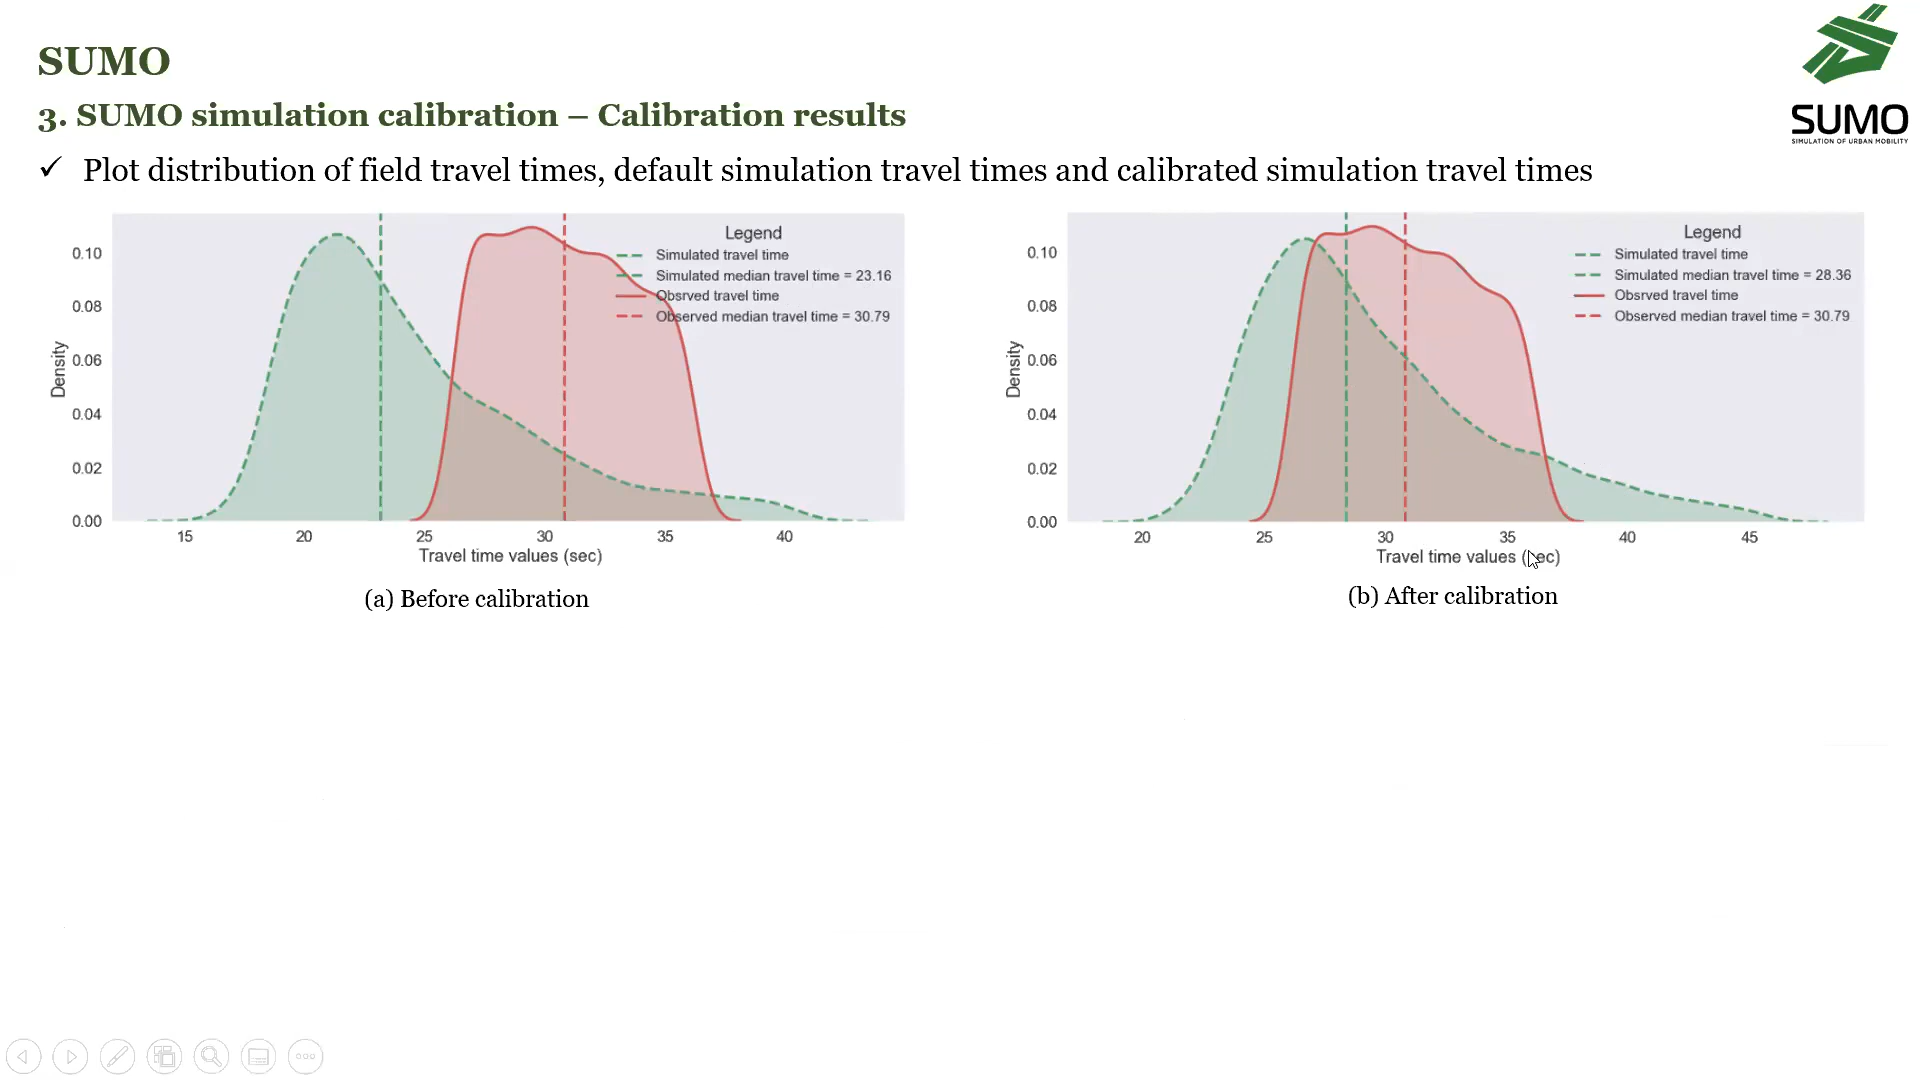 SUMO
3. SUMO simulation calibration – Calibration results
✓ Plot distribution of field travel times, default simulation travel times and calibrated simulation travel times
SUMO
SIMULATION OF URBAN MOBILITY
Legend
Simulated travel time
Simulated median travel time = 23.16
Obsrved travel time
Observed median travel time = 30.79
Density
0.10
0.08
0.06
0.04
0.02
0.00
15 20 25 30 35 40
Travel time values (sec)
(a) Before calibration
Legend
Simulated travel time
Simulated median travel time = 28.36
Obsrved travel time
Observed median travel time = 30.79
Density
0.10
0.08
0.06
0.04
0.02
0.00
20 25 30 35 40 45
Travel time values (sec)
(b) After calibration